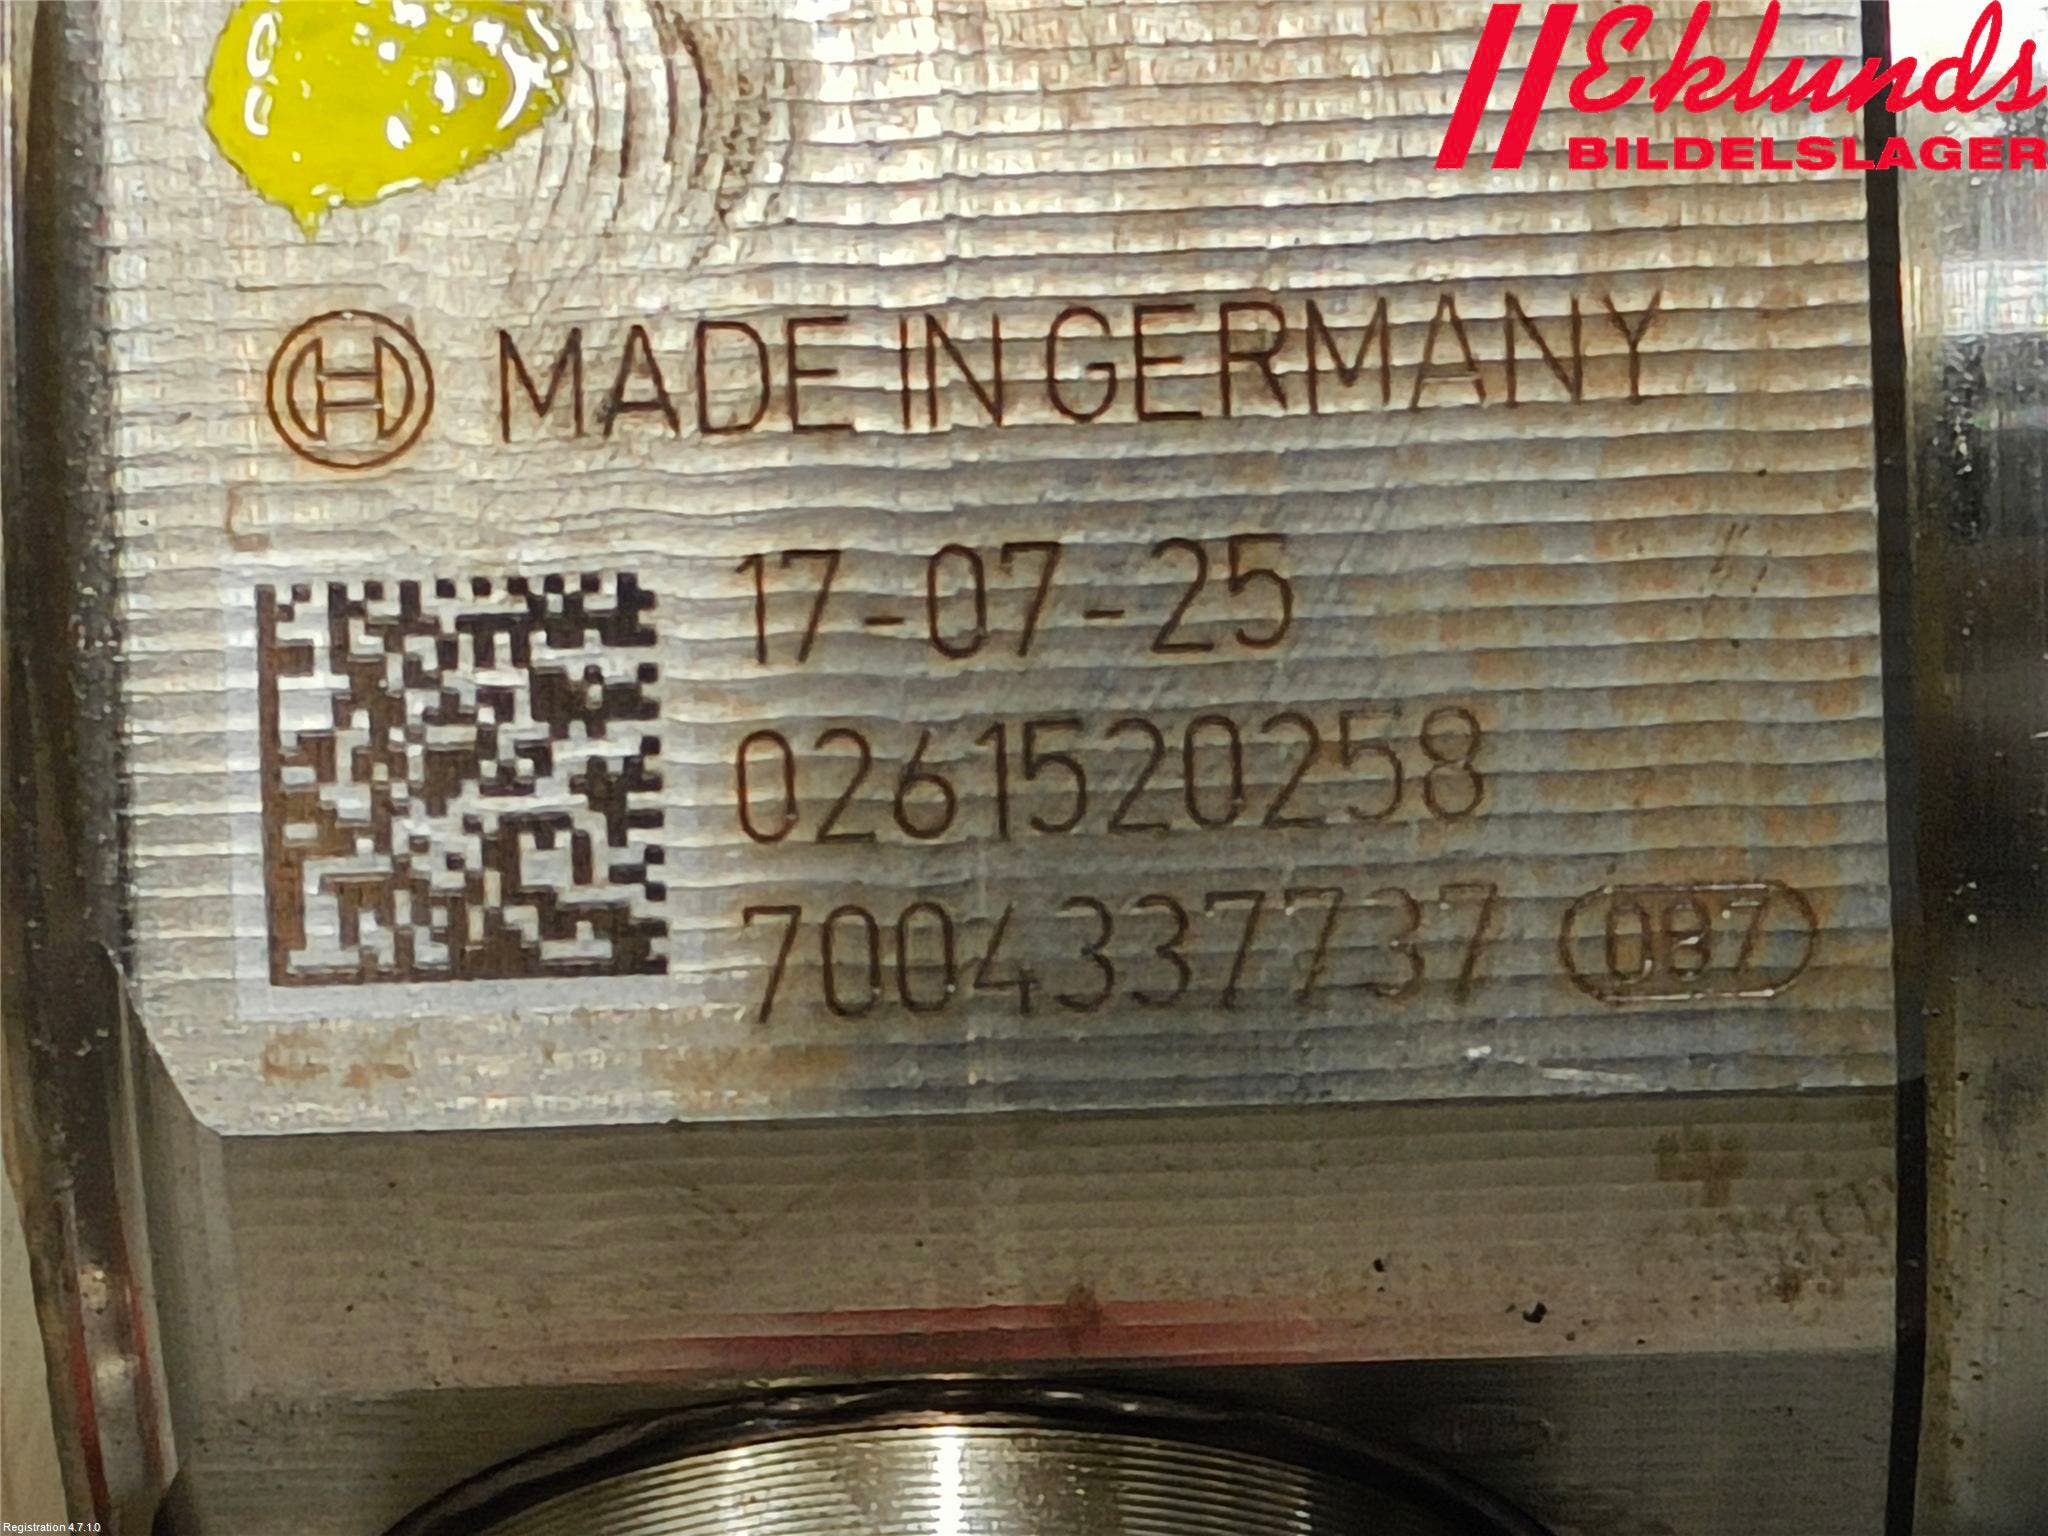 Eklunds
BILDELSLAGER
MADE IN GERMANY
17-07-25
0261520258
7004337737 087
Registration 4.7.1.0